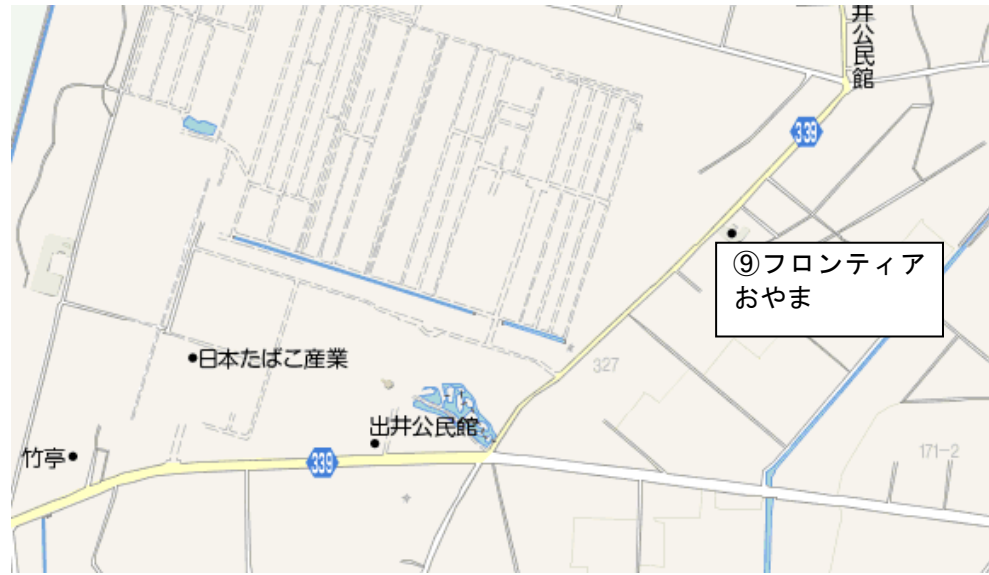 井公民館
339
⑨フロンティア
おやま
327
日本たばこ産業
出井公民館
竹亭
339
171-2